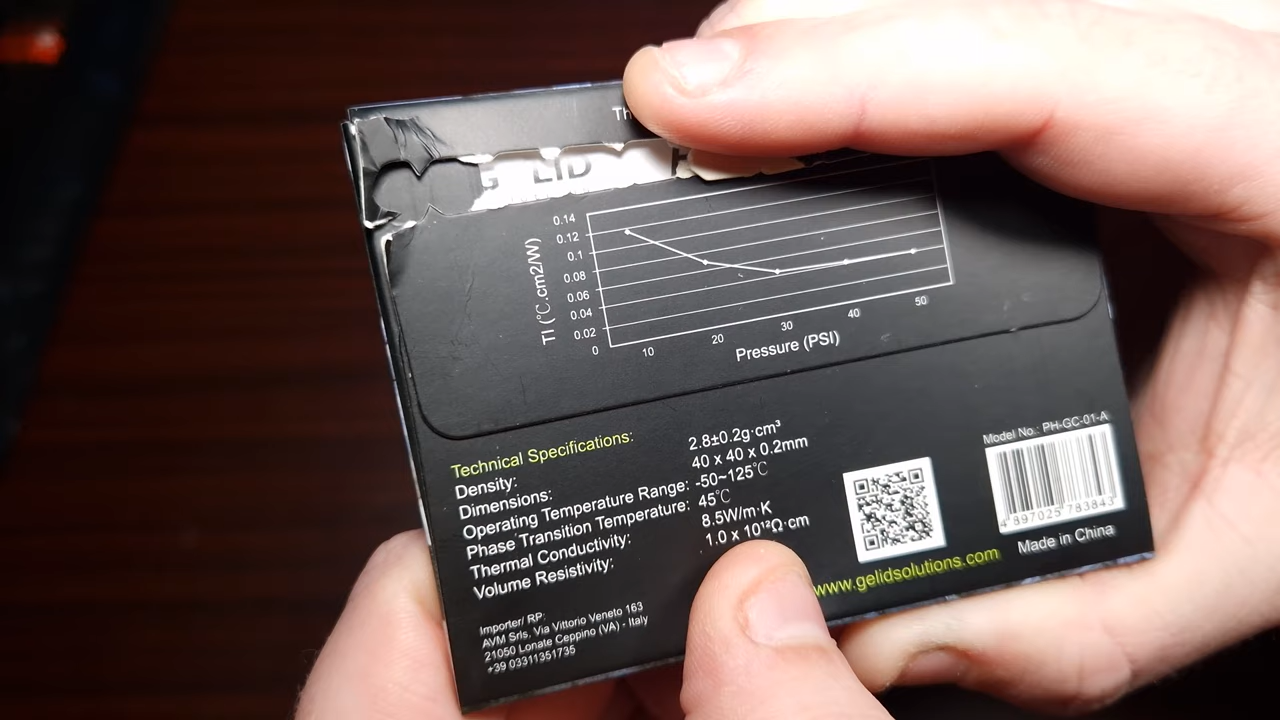 Th
G LID
0.14
0.12
0.1
0.08
0.06
0.04
0.02
0
TI (℃.cm2/W)
10 20 30 40 50
Pressure (PSI)
Technical Specifications:
Density: 2.8±0.2g·cm³
Dimensions: 40 x 40 x 0.2mm
Operating Temperature Range: -50~125℃
Phase Transition Temperature: 45℃
Thermal Conductivity: 8.5W/m·K
Volume Resistivity: 1.0 x 10¹²Ω·cm
Importer/ RP:
AVM Srls, Via Vittorio Veneto 163
21050 Lonate Ceppino (VA) - Italy
+39 03311351735
www.gelidsolutions.com
Model No.: PH-GC-01-A
4 897025 783843
Made in China